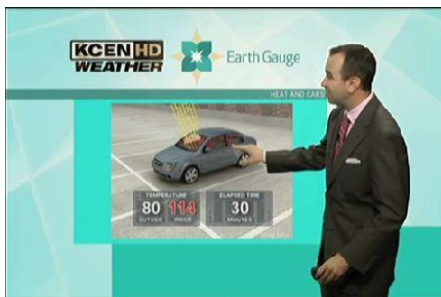 KCEN HD
WEATHER
Earth Gauge
HEAT AND CARS
TEMPERATURE
80 114
OUTSIDE INSIDE
ELAPSED TIME
30
MINUTES